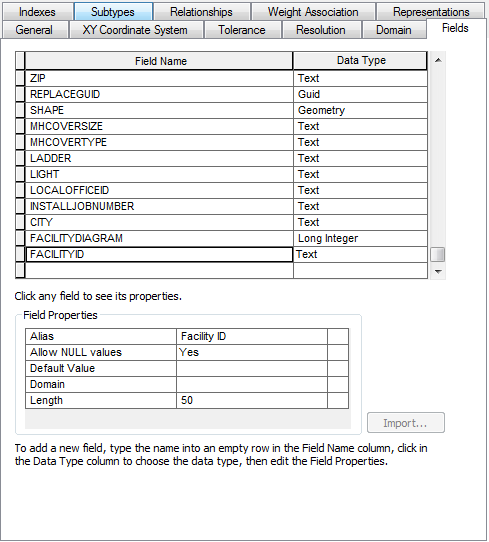 Indexes Subtypes Relationships Weight Association Representations
General XY Coordinate System Tolerance Resolution Domain Fields
Field Name Data Type
ZIP Text
REPLACEGUID Guid
SHAPE Geometry
MHCOVERSIZE Text
MHCOVERTYPE Text
LADDER Text
LIGHT Text
LOCALOFFICEID Text
INSTALLJOBNUMBER Text
CITY Text
FACILITYDIAGRAM Long Integer
FACILITYID Text
Click any field to see its properties.
Field Properties
Alias Facility ID
Allow NULL values Yes
Default Value
Domain
Length 50
Import...
To add a new field, type the name into an empty row in the Field Name column, click in
the Data Type column to choose the data type, then edit the Field Properties.